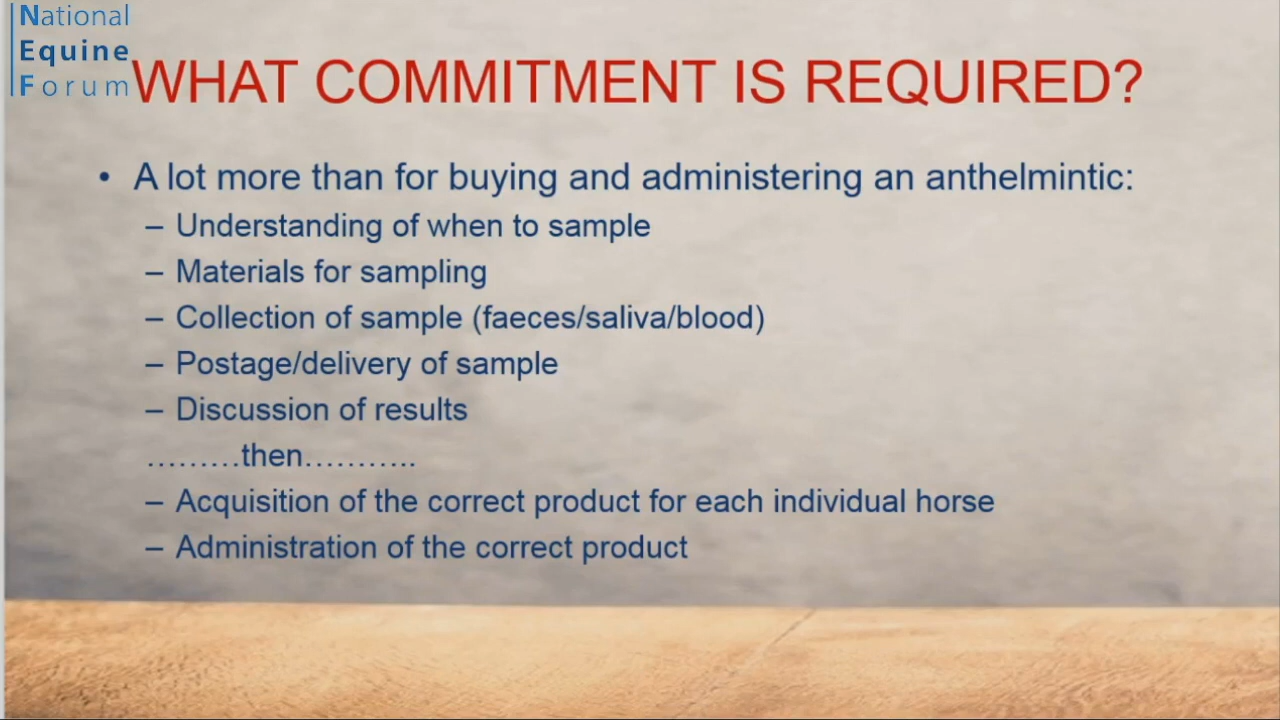 National
Equine
Forum
WHAT COMMITMENT IS REQUIRED?
• A lot more than for buying and administering an anthelmintic:
– Understanding of when to sample
– Materials for sampling
– Collection of sample (faeces/saliva/blood)
– Postage/delivery of sample
– Discussion of results
………then………..
– Acquisition of the correct product for each individual horse
– Administration of the correct product